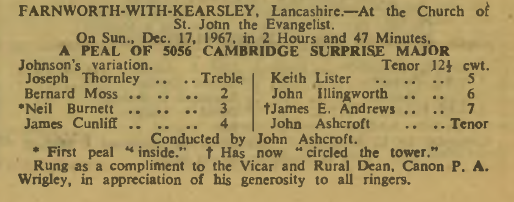 FARNWORTH-WITH-KEARSLEY, Lancashire.—At the Church of
St. John the Evangelist.
On Sun., Dec. 17, 1967, in 2 Hours and 47 Minutes,
A PEAL OF 5056 CAMBRIDGE SURPRISE MAJOR
Johnson's variation. Tenor 12½ cwt.
Joseph Thornley .. .. Treble
Bernard Moss .. .. .. 2
*Neil Burnett .. .. .. 3
James Cunliff .. .. .. 4
Keith Lister .. .. .. 5
John Illingworth .. .. 6
†James E. Andrews .. .. 7
John Ashcroft .. .. Tenor
Conducted by John Ashcroft.
* First peal "inside." † Has now "circled the tower."
Rung as a compliment to the Vicar and Rural Dean, Canon P. A.
Wrigley, in appreciation of his generosity to all ringers.